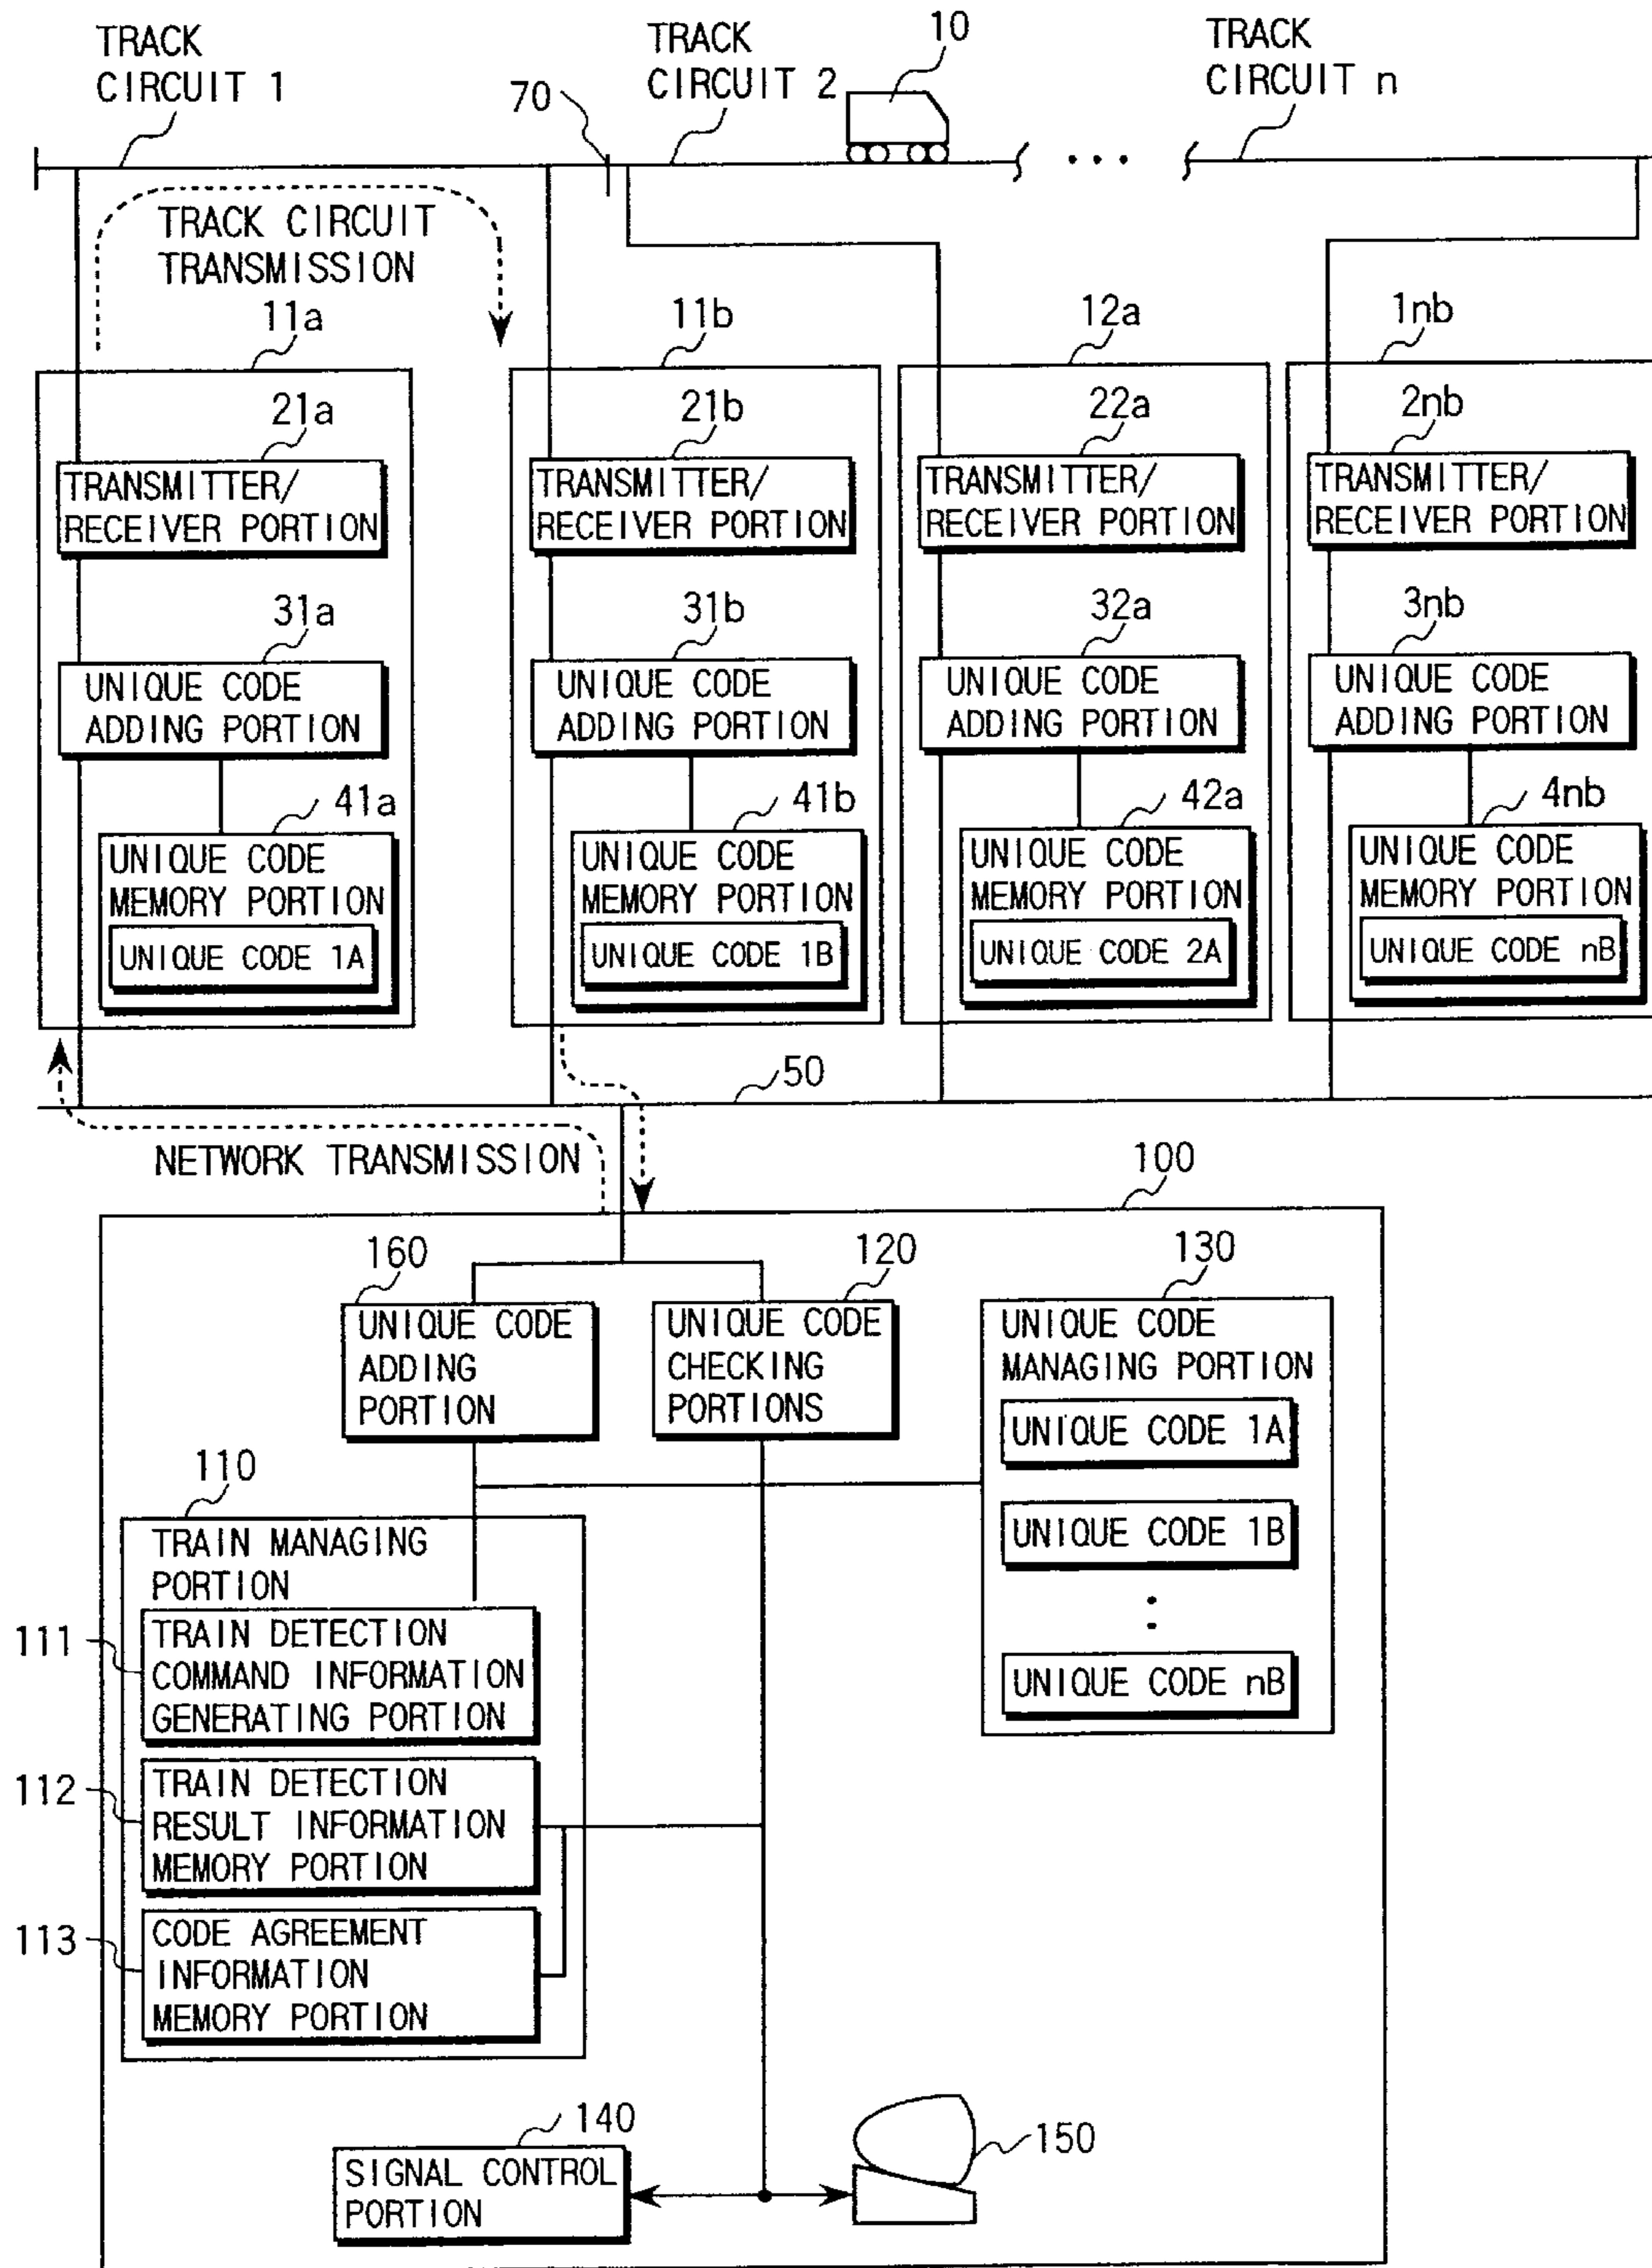 TRACK
CIRCUIT 1
70
TRACK
CIRCUIT 2
10
TRACK
CIRCUIT n
• • •
TRACK CIRCUIT
TRANSMISSION
11a
11b
12a
1nb
21a
TRANSMITTER/
RECEIVER PORTION
21b
TRANSMITTER/
RECEIVER PORTION
22a
TRANSMITTER/
RECEIVER PORTION
2nb
TRANSMITTER/
RECEIVER PORTION
31a
UNIQUE CODE
ADDING PORTION
31b
UNIQUE CODE
ADDING PORTION
32a
UNIQUE CODE
ADDING PORTION
3nb
UNIQUE CODE
ADDING PORTION
41a
UNIQUE CODE
MEMORY PORTION
UNIQUE CODE 1A
41b
UNIQUE CODE
MEMORY PORTION
UNIQUE CODE 1B
42a
UNIQUE CODE
MEMORY PORTION
UNIQUE CODE 2A
4nb
UNIQUE CODE
MEMORY PORTION
UNIQUE CODE nB
50
NETWORK TRANSMISSION
100
160
UNIQUE CODE
ADDING
PORTION
120
UNIQUE CODE
CHECKING
PORTIONS
130
UNIQUE CODE
MANAGING PORTION
UNIQUE CODE 1A
UNIQUE CODE 1B
:
UNIQUE CODE nB
110
TRAIN MANAGING
PORTION
111
TRAIN DETECTION
COMMAND INFORMATION
GENERATING PORTION
112
TRAIN DETECTION
RESULT INFORMATION
MEMORY PORTION
113
CODE AGREEMENT
INFORMATION
MEMORY PORTION
140
SIGNAL CONTROL
PORTION
150